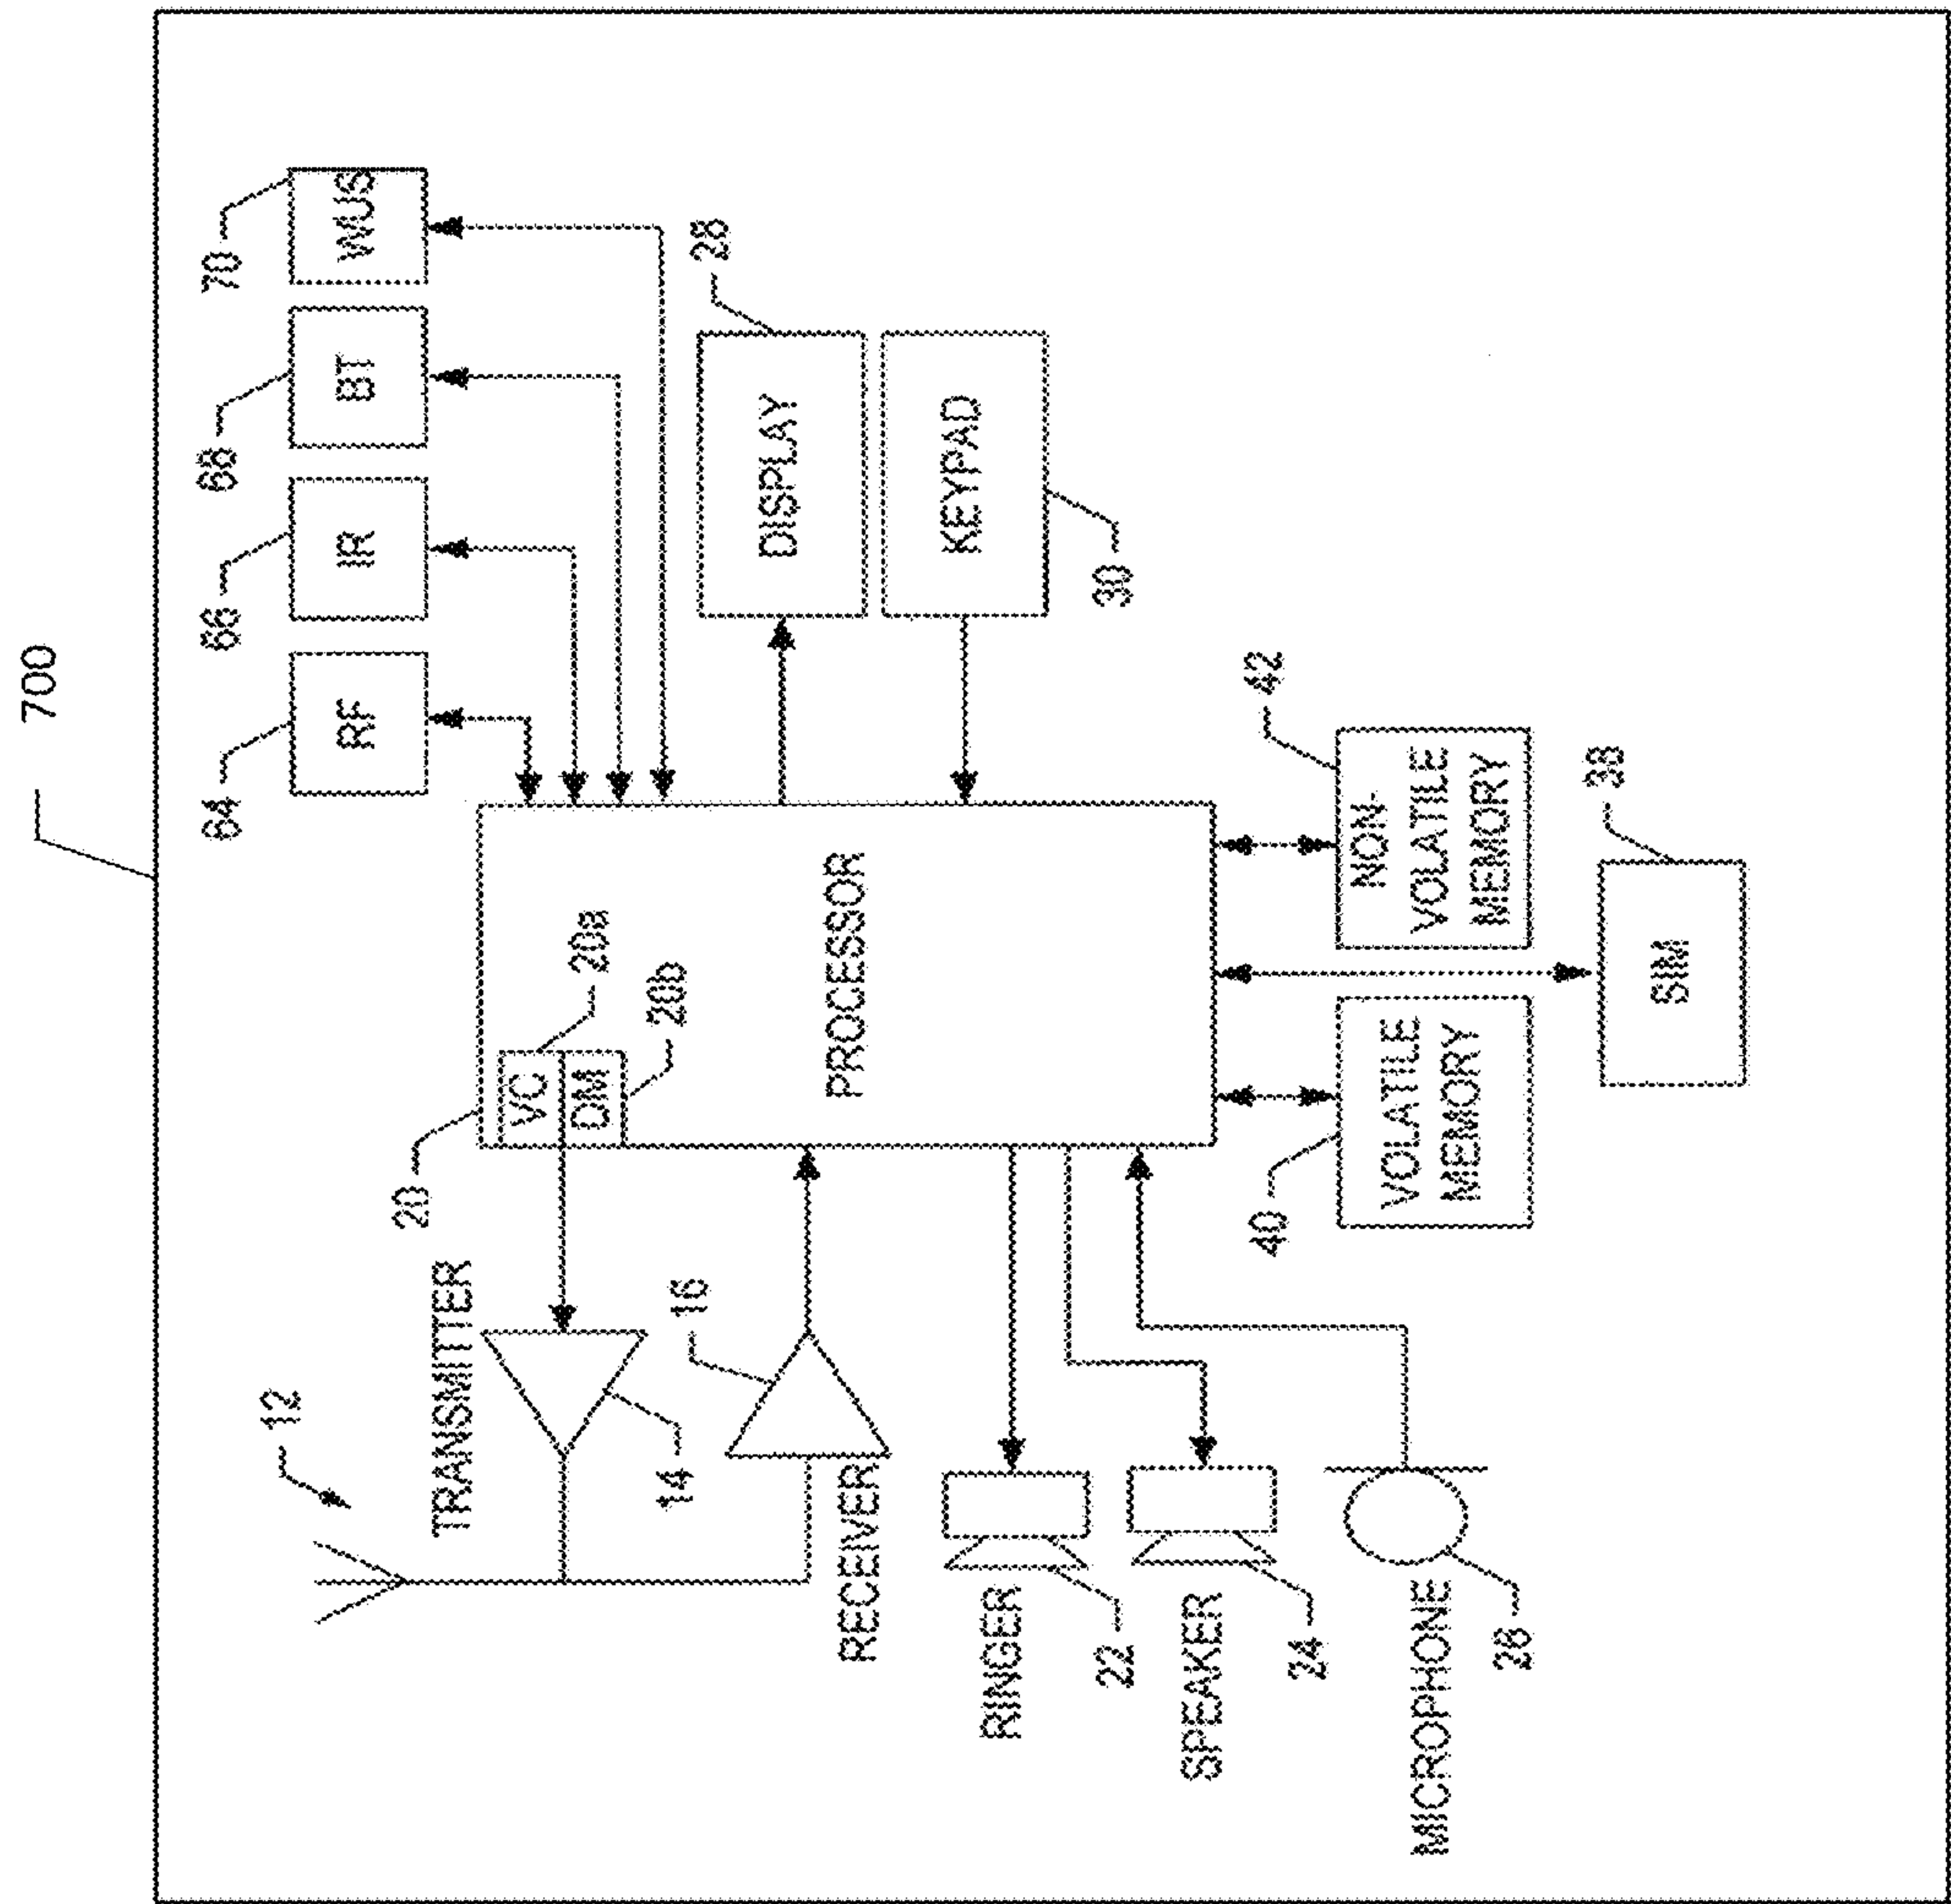 700
64
66
68
70
12
RF
IR
BT
WUS
20
TRANSMITTER
VC
20a
DM
20b
14
16
28
DISPLAY
PROCESSOR
RECEIVER
KEYPAD
RINGER
22
30
SPEAKER
24
40
VOLATILE
MEMORY
42
NON-
VOLATILE
MEMORY
MICROPHONE
26
38
SIM